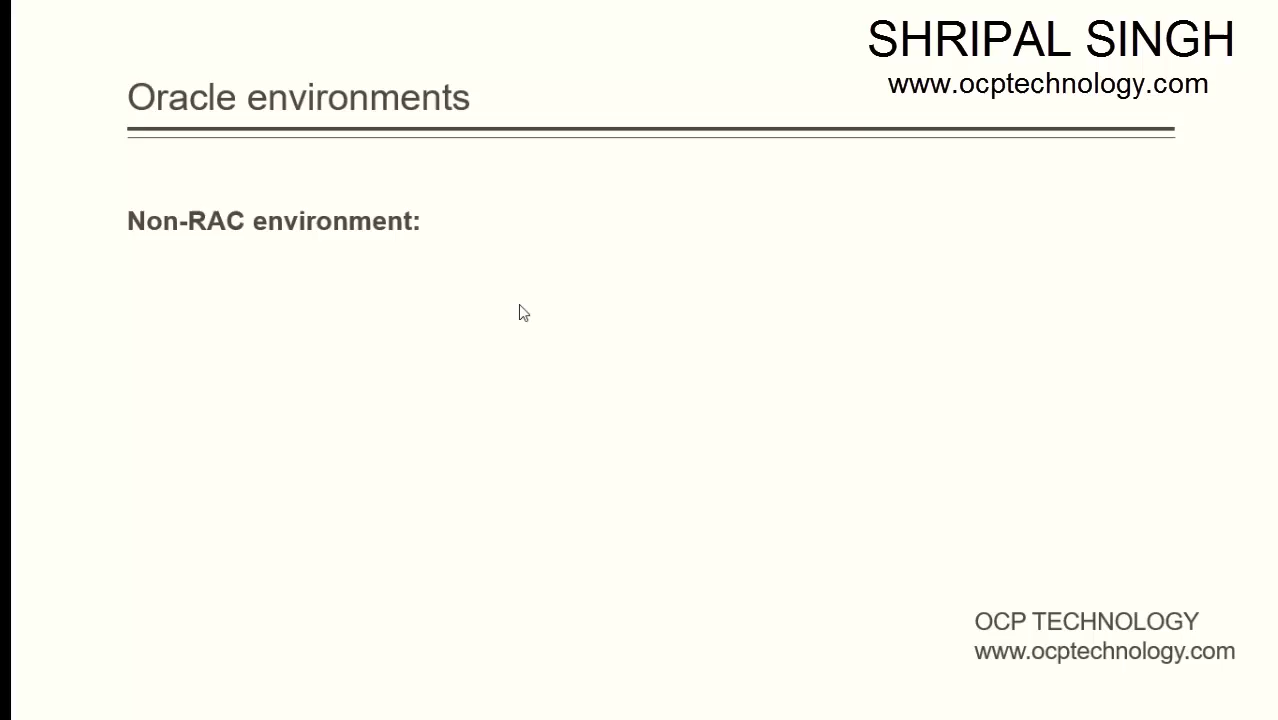 SHRIPAL SINGH
www.ocptechnology.com
Oracle environments
Non-RAC environment:
OCP TECHNOLOGY
www.ocptechnology.com